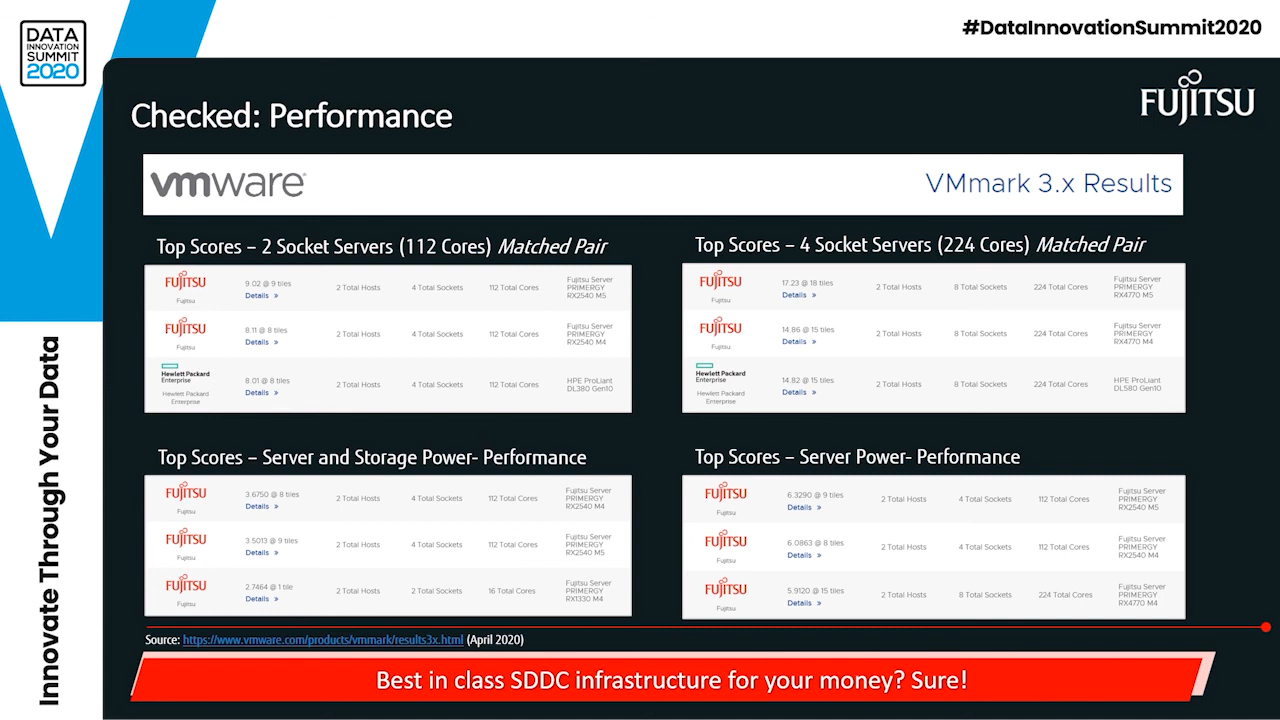 DATA
INNOVATION
SUMMIT
2020
#DataInnovationSummit2020
FUJITSU
Innovate Through Your Data
Checked: Performance
vmware
VMmark 3.x Results
Top Scores – 2 Socket Servers (112 Cores) Matched Pair
FUJITSU
Fujitsu
9.02 @ 9 tiles
Details »
2 Total Hosts
4 Total Sockets
112 Total Cores
Fujitsu Server
PRIMERGY
RX2540 M5
FUJITSU
Fujitsu
8.11 @ 8 tiles
Details »
2 Total Hosts
4 Total Sockets
112 Total Cores
Fujitsu Server
PRIMERGY
RX2540 M4
Hewlett Packard
Enterprise
Hewlett Packard
Enterprise
8.01 @ 8 tiles
Details »
2 Total Hosts
4 Total Sockets
112 Total Cores
HPE ProLiant
DL380 Gen10
Top Scores – 4 Socket Servers (224 Cores) Matched Pair
FUJITSU
Fujitsu
17.23 @ 18 tiles
Details »
2 Total Hosts
8 Total Sockets
224 Total Cores
Fujitsu Server
PRIMERGY
RX4770 M5
FUJITSU
Fujitsu
14.86 @ 15 tiles
Details »
2 Total Hosts
8 Total Sockets
224 Total Cores
Fujitsu Server
PRIMERGY
RX4770 M4
Hewlett Packard
Enterprise
Hewlett Packard
Enterprise
14.82 @ 15 tiles
Details »
2 Total Hosts
8 Total Sockets
224 Total Cores
HPE ProLiant
DL580 Gen10
Top Scores – Server and Storage Power- Performance
FUJITSU
Fujitsu
3.6750 @ 8 tiles
Details »
2 Total Hosts
4 Total Sockets
112 Total Cores
Fujitsu Server
PRIMERGY
RX2540 M4
FUJITSU
Fujitsu
3.5013 @ 9 tiles
Details »
2 Total Hosts
4 Total Sockets
112 Total Cores
Fujitsu Server
PRIMERGY
RX2540 M5
FUJITSU
Fujitsu
2.7464 @ 1 tile
Details »
2 Total Hosts
2 Total Sockets
16 Total Cores
Fujitsu Server
PRIMERGY
RX1330 M4
Top Scores – Server Power- Performance
FUJITSU
Fujitsu
6.3290 @ 9 tiles
Details »
2 Total Hosts
4 Total Sockets
112 Total Cores
Fujitsu Server
PRIMERGY
RX2540 M5
FUJITSU
Fujitsu
6.0863 @ 8 tiles
Details »
2 Total Hosts
4 Total Sockets
112 Total Cores
Fujitsu Server
PRIMERGY
RX2540 M4
FUJITSU
Fujitsu
5.9120 @ 15 tiles
Details »
2 Total Hosts
8 Total Sockets
224 Total Cores
Fujitsu Server
PRIMERGY
RX4770 M4
Source: https://www.vmware.com/products/vmmark/results3x.html (April 2020)
Best in class SDDC infrastructure for your money? Sure!